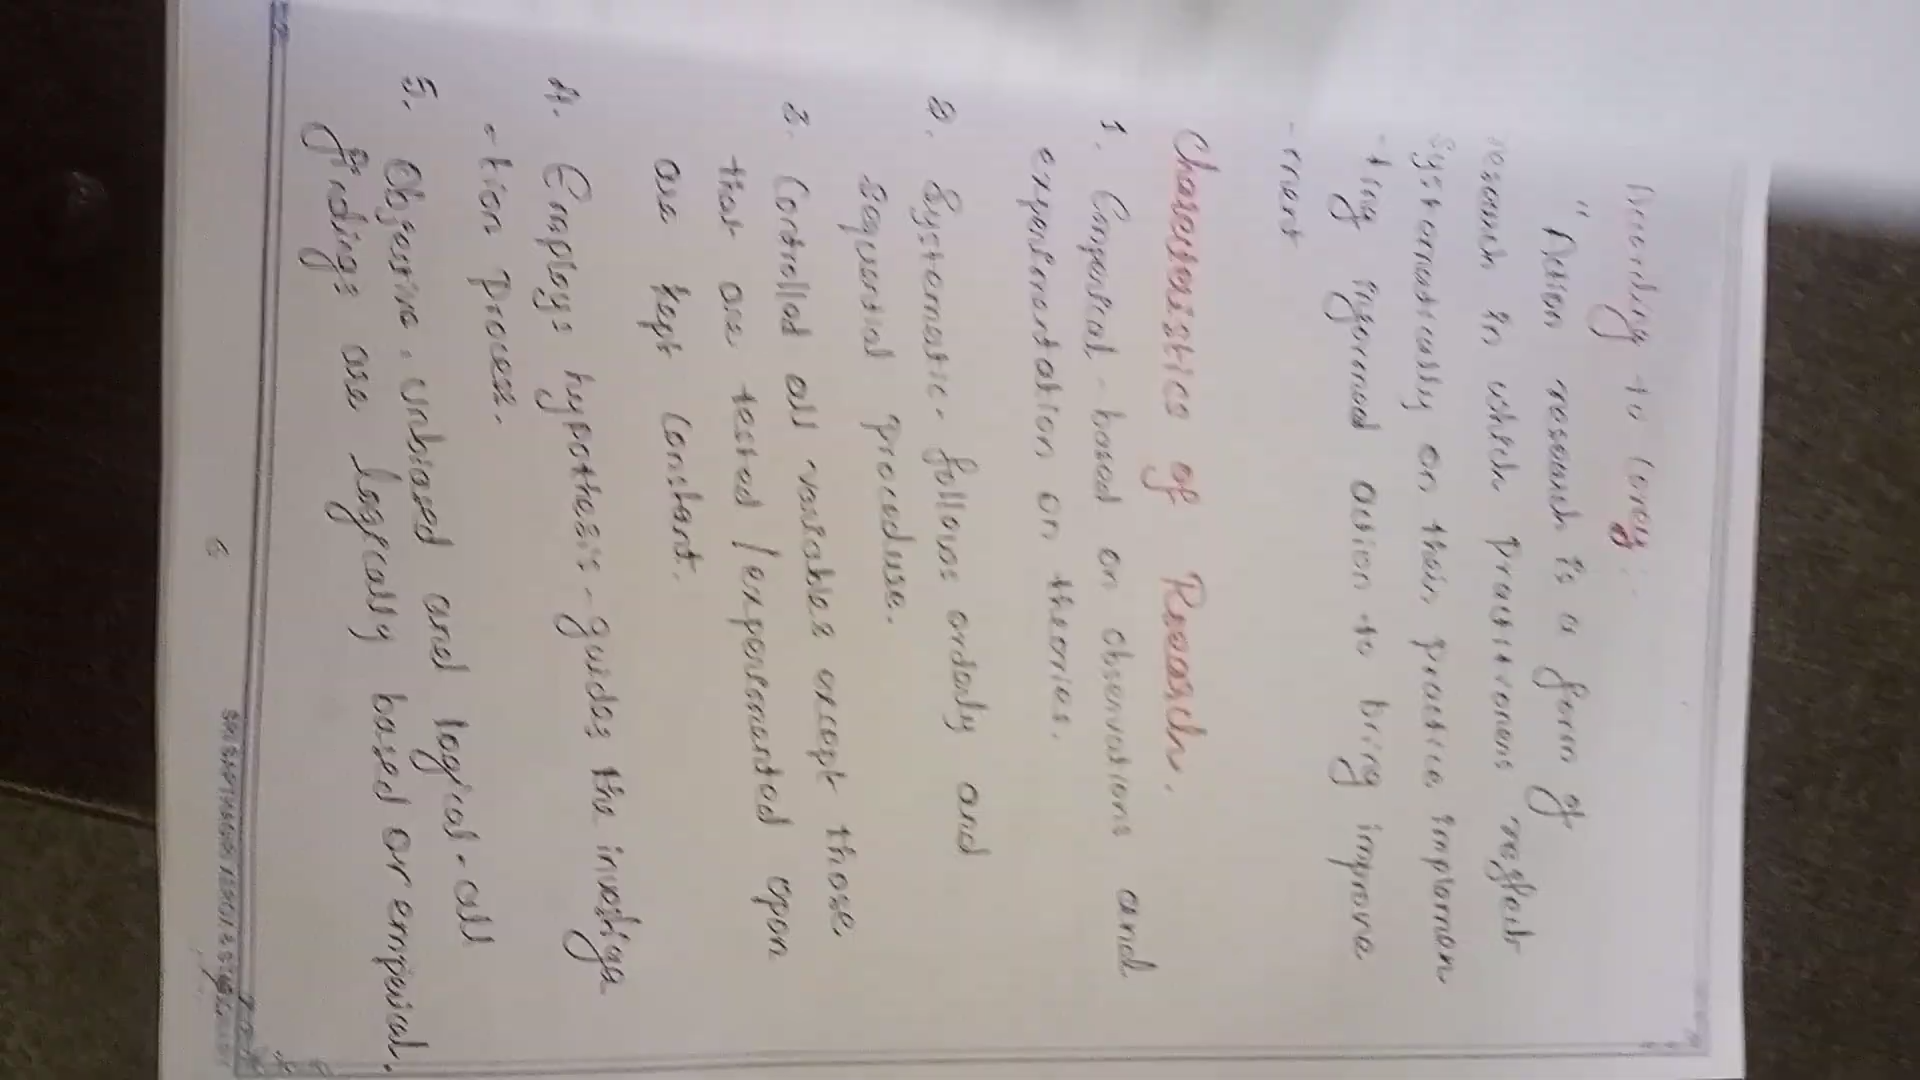 According to Corey:
" Action research is a form of
research in which practitioners reflect
systematically on their practice implemen
-ting informed action to bring improve
-ment
Characteristics of Research.
1. Emperical - based on observations and
experimentation on theories.
2. Systematic - follows orderly and
sequential procedure.
3. Controlled all variables except those
that are tested / experimented upon
are kept constant.
4. Employs hypothesis - guides the investiga
-tion process.
5. Objective - unbiased and logical - all
findings are logically based or empirical.
6